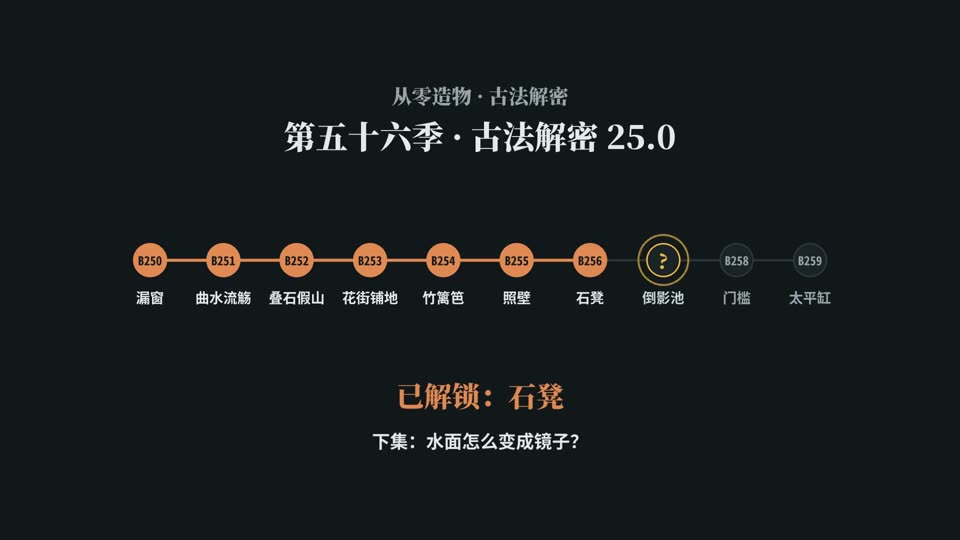 从零造物 · 古法解密
第五十六季 · 古法解密 25.0
B250 B251 B252 B253 B254 B255 B256 ? B258 B259
漏窗 曲水流觞 叠石假山 花街铺地 竹篱笆 照壁 石凳 倒影池 门槛 太平缸
已解锁：石凳
下集：水面怎么变成镜子？